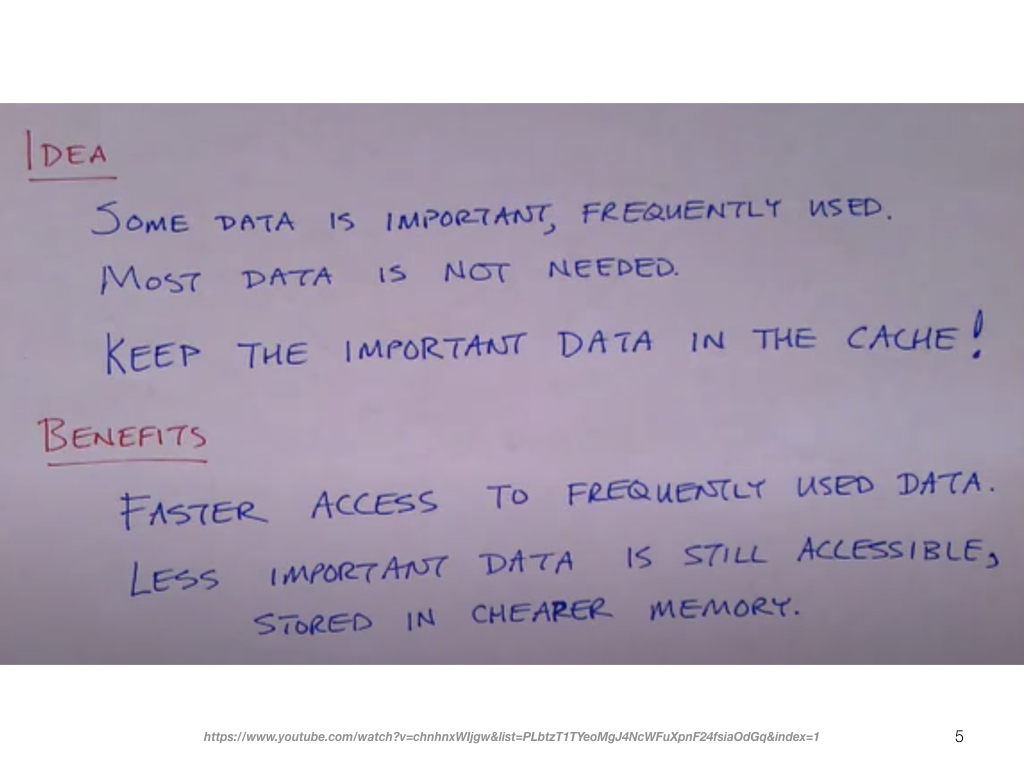 IDEA
SOME DATA IS IMPORTANT, FREQUENTLY USED.
MOST DATA IS NOT NEEDED.
KEEP THE IMPORTANT DATA IN THE CACHE!
BENEFITS
FASTER ACCESS TO FREQUENTLY USED DATA.
LESS IMPORTANT DATA IS STILL ACCESSIBLE,
STORED IN CHEAPER MEMORY.
https://www.youtube.com/watch?v=chnhnxWIjgw&list=PLbtzT1TYeoMgJ4NcWFuXpnF24fsiaOdGq&index=1
5